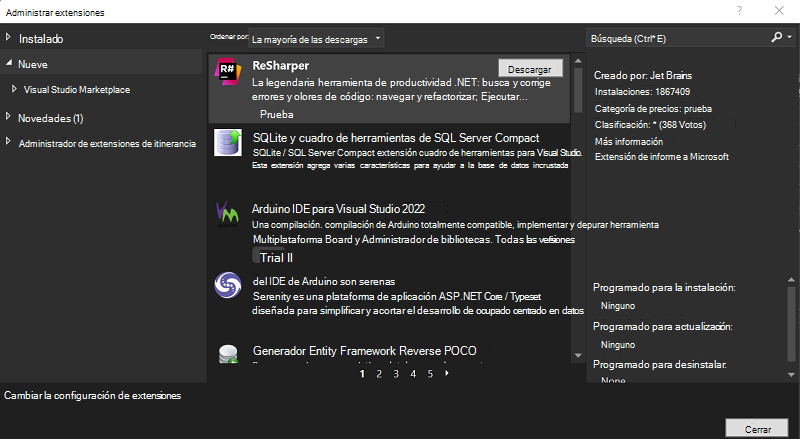 Administrar extensiones
Instalado
Nueve
Visual Studio Marketplace
Novedades (1)
Administrador de extensiones de itinerancia
Ordene por:
La mayoría de las descargas
R#
ReSharper
Descargar
La legendaria herramienta de productividad .NET: busca y corrige
errores y olores de código: navegar y refactorizar; Ejecutar...
Prueba
SQLite y cuadro de herramientas de SQL Server Compact
SQLite / SQL Server Compact extensión cuadro de herramientas para Visual Studio.
Esta extensión agrega varias características para ayudar a la base de datos incrustada
Arduino IDE para Visual Studio 2022
Una compilación. compilación de Arduino totalmente compatible, implementar y depurar herramienta
Multiplataforma Board y Administrador de bibliotecas. Todas las versiones
Trial II
del IDE de Arduino son serenas
Serenity es una plataforma de aplicación ASP.NET Core / Typeset
diseñada para simplificar y acortar el desarrollo de ocupado centrado en datos
Generador Entity Framework Reverse POCO
1 2 3 4 5
Búsqueda (Ctrl*E)
Creado por: Jet Brains
Instalaciones: 1867409
Categoría de precios: prueba
Clasificación: * (368 Votos)
Más información
Extensión de informe a Microsoft
Programado para la instalación:
Ninguno
Programado para actualización:
Ninguno
Programado para desinstalar:
None
Cambiar la configuración de extensiones
Cerrar